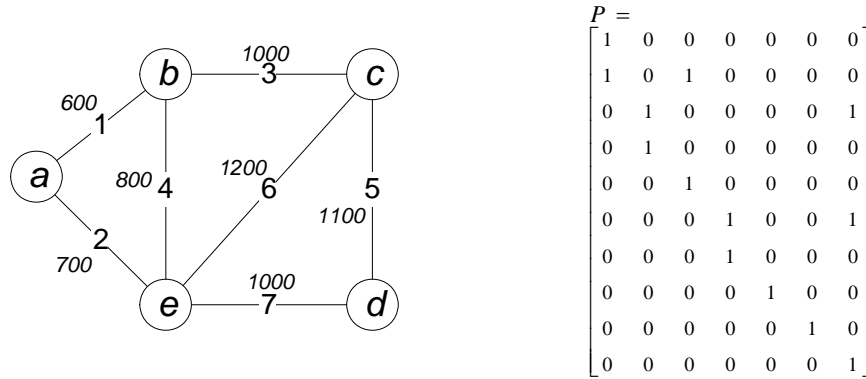 P =
1 0 0 0 0 0 0
1 0 1 0 0 0 0
0 1 0 0 0 0 1
0 1 0 0 0 0 0
0 0 1 0 0 0 0
0 0 0 1 0 0 1
0 0 0 1 0 0 0
0 0 0 0 1 0 0
0 0 0 0 0 1 0
0 0 0 0 0 0 1
1000
b 3 c
600
1
a
800 4
1200
6
5
1100
2
700
1000
e 7 d